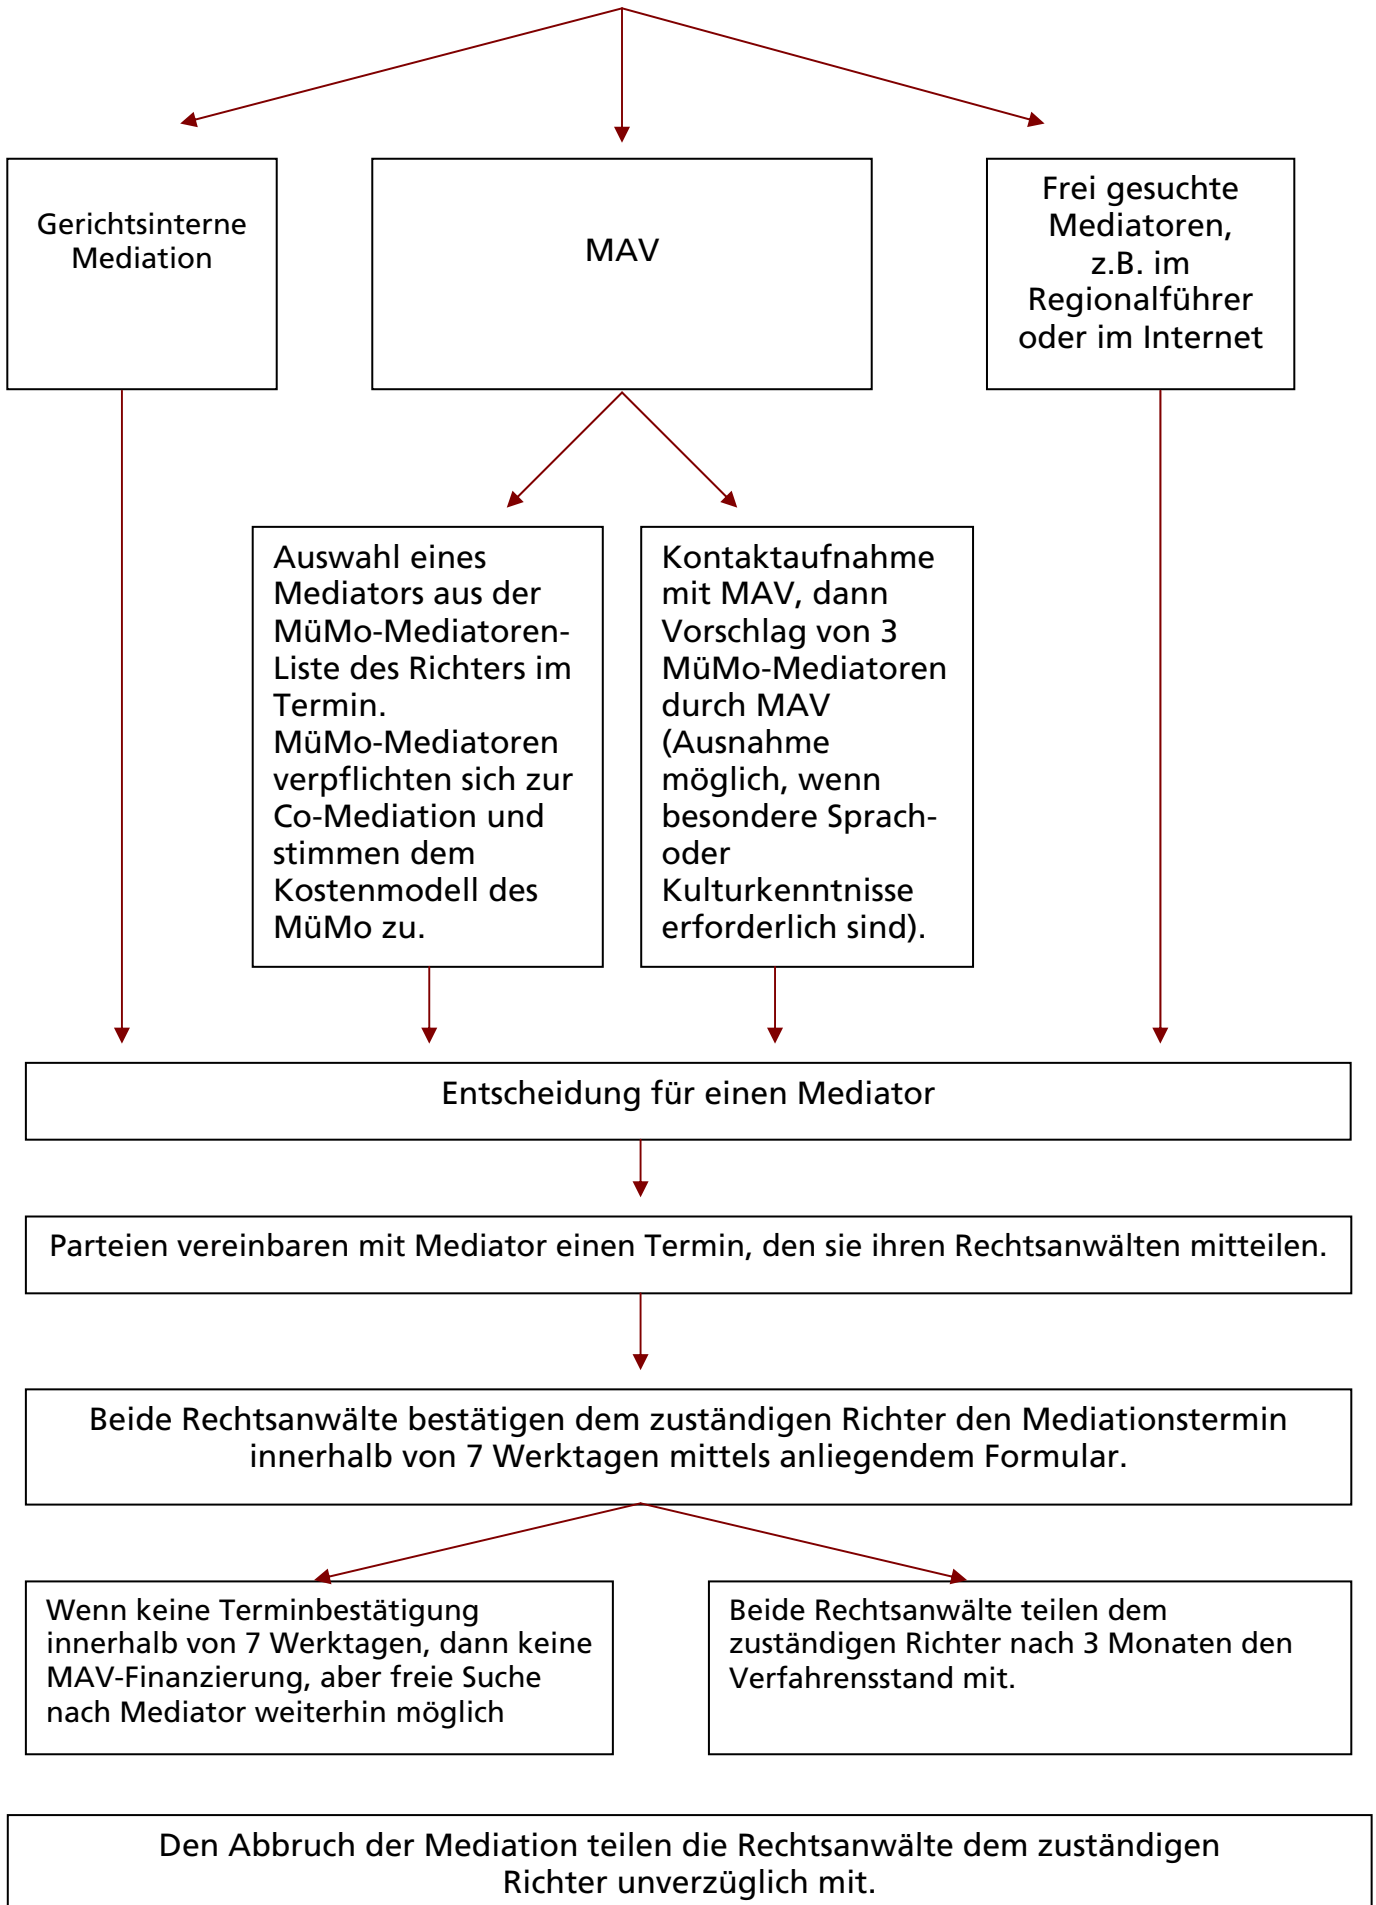 Gerichtsinterne
Mediation
MAV
Frei gesuchte
Mediatoren,
z.B. im
Regionalführer
oder im Internet
Auswahl eines
Mediators aus der
MüMo-Mediatoren-
Liste des Richters im
Termin.
MüMo-Mediatoren
verpflichten sich zur
Co-Mediation und
stimmen dem
Kostenmodell des
MüMo zu.
Kontaktaufnahme
mit MAV, dann
Vorschlag von 3
MüMo-Mediatoren
durch MAV
(Ausnahme
möglich, wenn
besondere Sprach-
oder
Kulturkenntnisse
erforderlich sind).
Entscheidung für einen Mediator
Parteien vereinbaren mit Mediator einen Termin, den sie ihren Rechtsanwälten mitteilen.
Beide Rechtsanwälte bestätigen dem zuständigen Richter den Mediationstermin
innerhalb von 7 Werktagen mittels anliegendem Formular.
Wenn keine Terminbestätigung
innerhalb von 7 Werktagen, dann keine
MAV-Finanzierung, aber freie Suche
nach Mediator weiterhin möglich
Beide Rechtsanwälte teilen dem
zuständigen Richter nach 3 Monaten den
Verfahrensstand mit.
Den Abbruch der Mediation teilen die Rechtsanwälte dem zuständigen
Richter unverzüglich mit.